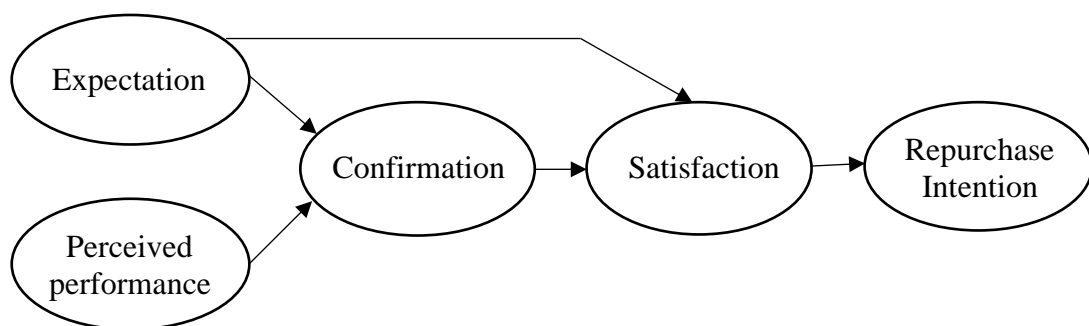 Expectation
Confirmation
Satisfaction
Repurchase
Intention
Perceived
performance